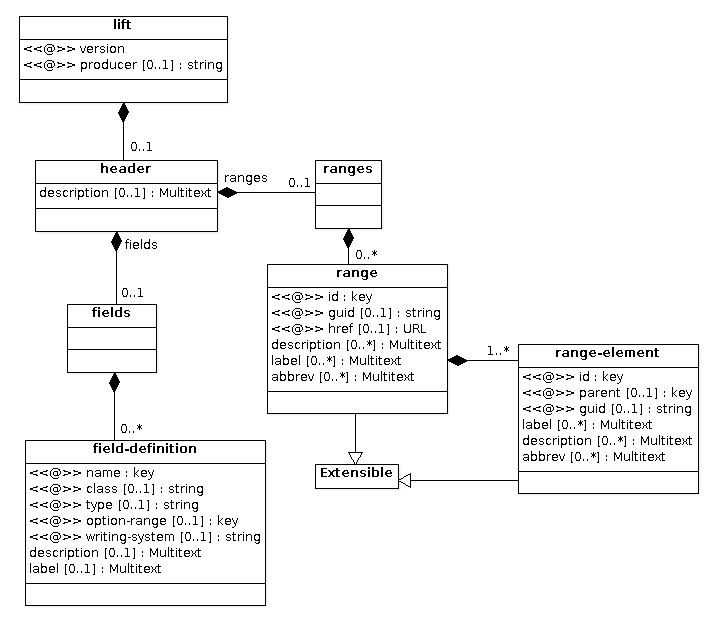 lift
<<@>> version
<<@>> producer [0..1] : string
0..1
header
description [0..1] : Multitext
ranges
0..1
ranges
fields
0..1
0..*
fields
range
<<@>> id : key
<<@>> guid [0..1] : string
<<@>> href [0..1] : URL
description [0..*] : Multitext
label [0..*] : Multitext
abbrev [0..*] : Multitext
1..*
range-element
<<@>> id : key
<<@>> parent [0..1] : key
<<@>> guid [0..1] : string
label [0..*] : Multitext
description [0..*] : Multitext
abbrev [0..*] : Multitext
0..*
field-definition
<<@>> name : key
<<@>> class [0..1] : string
<<@>> type [0..1] : string
<<@>> option-range [0..1] : key
<<@>> writing-system [0..1] : string
description [0..1] : Multitext
label [0..1] : Multitext
Extensible